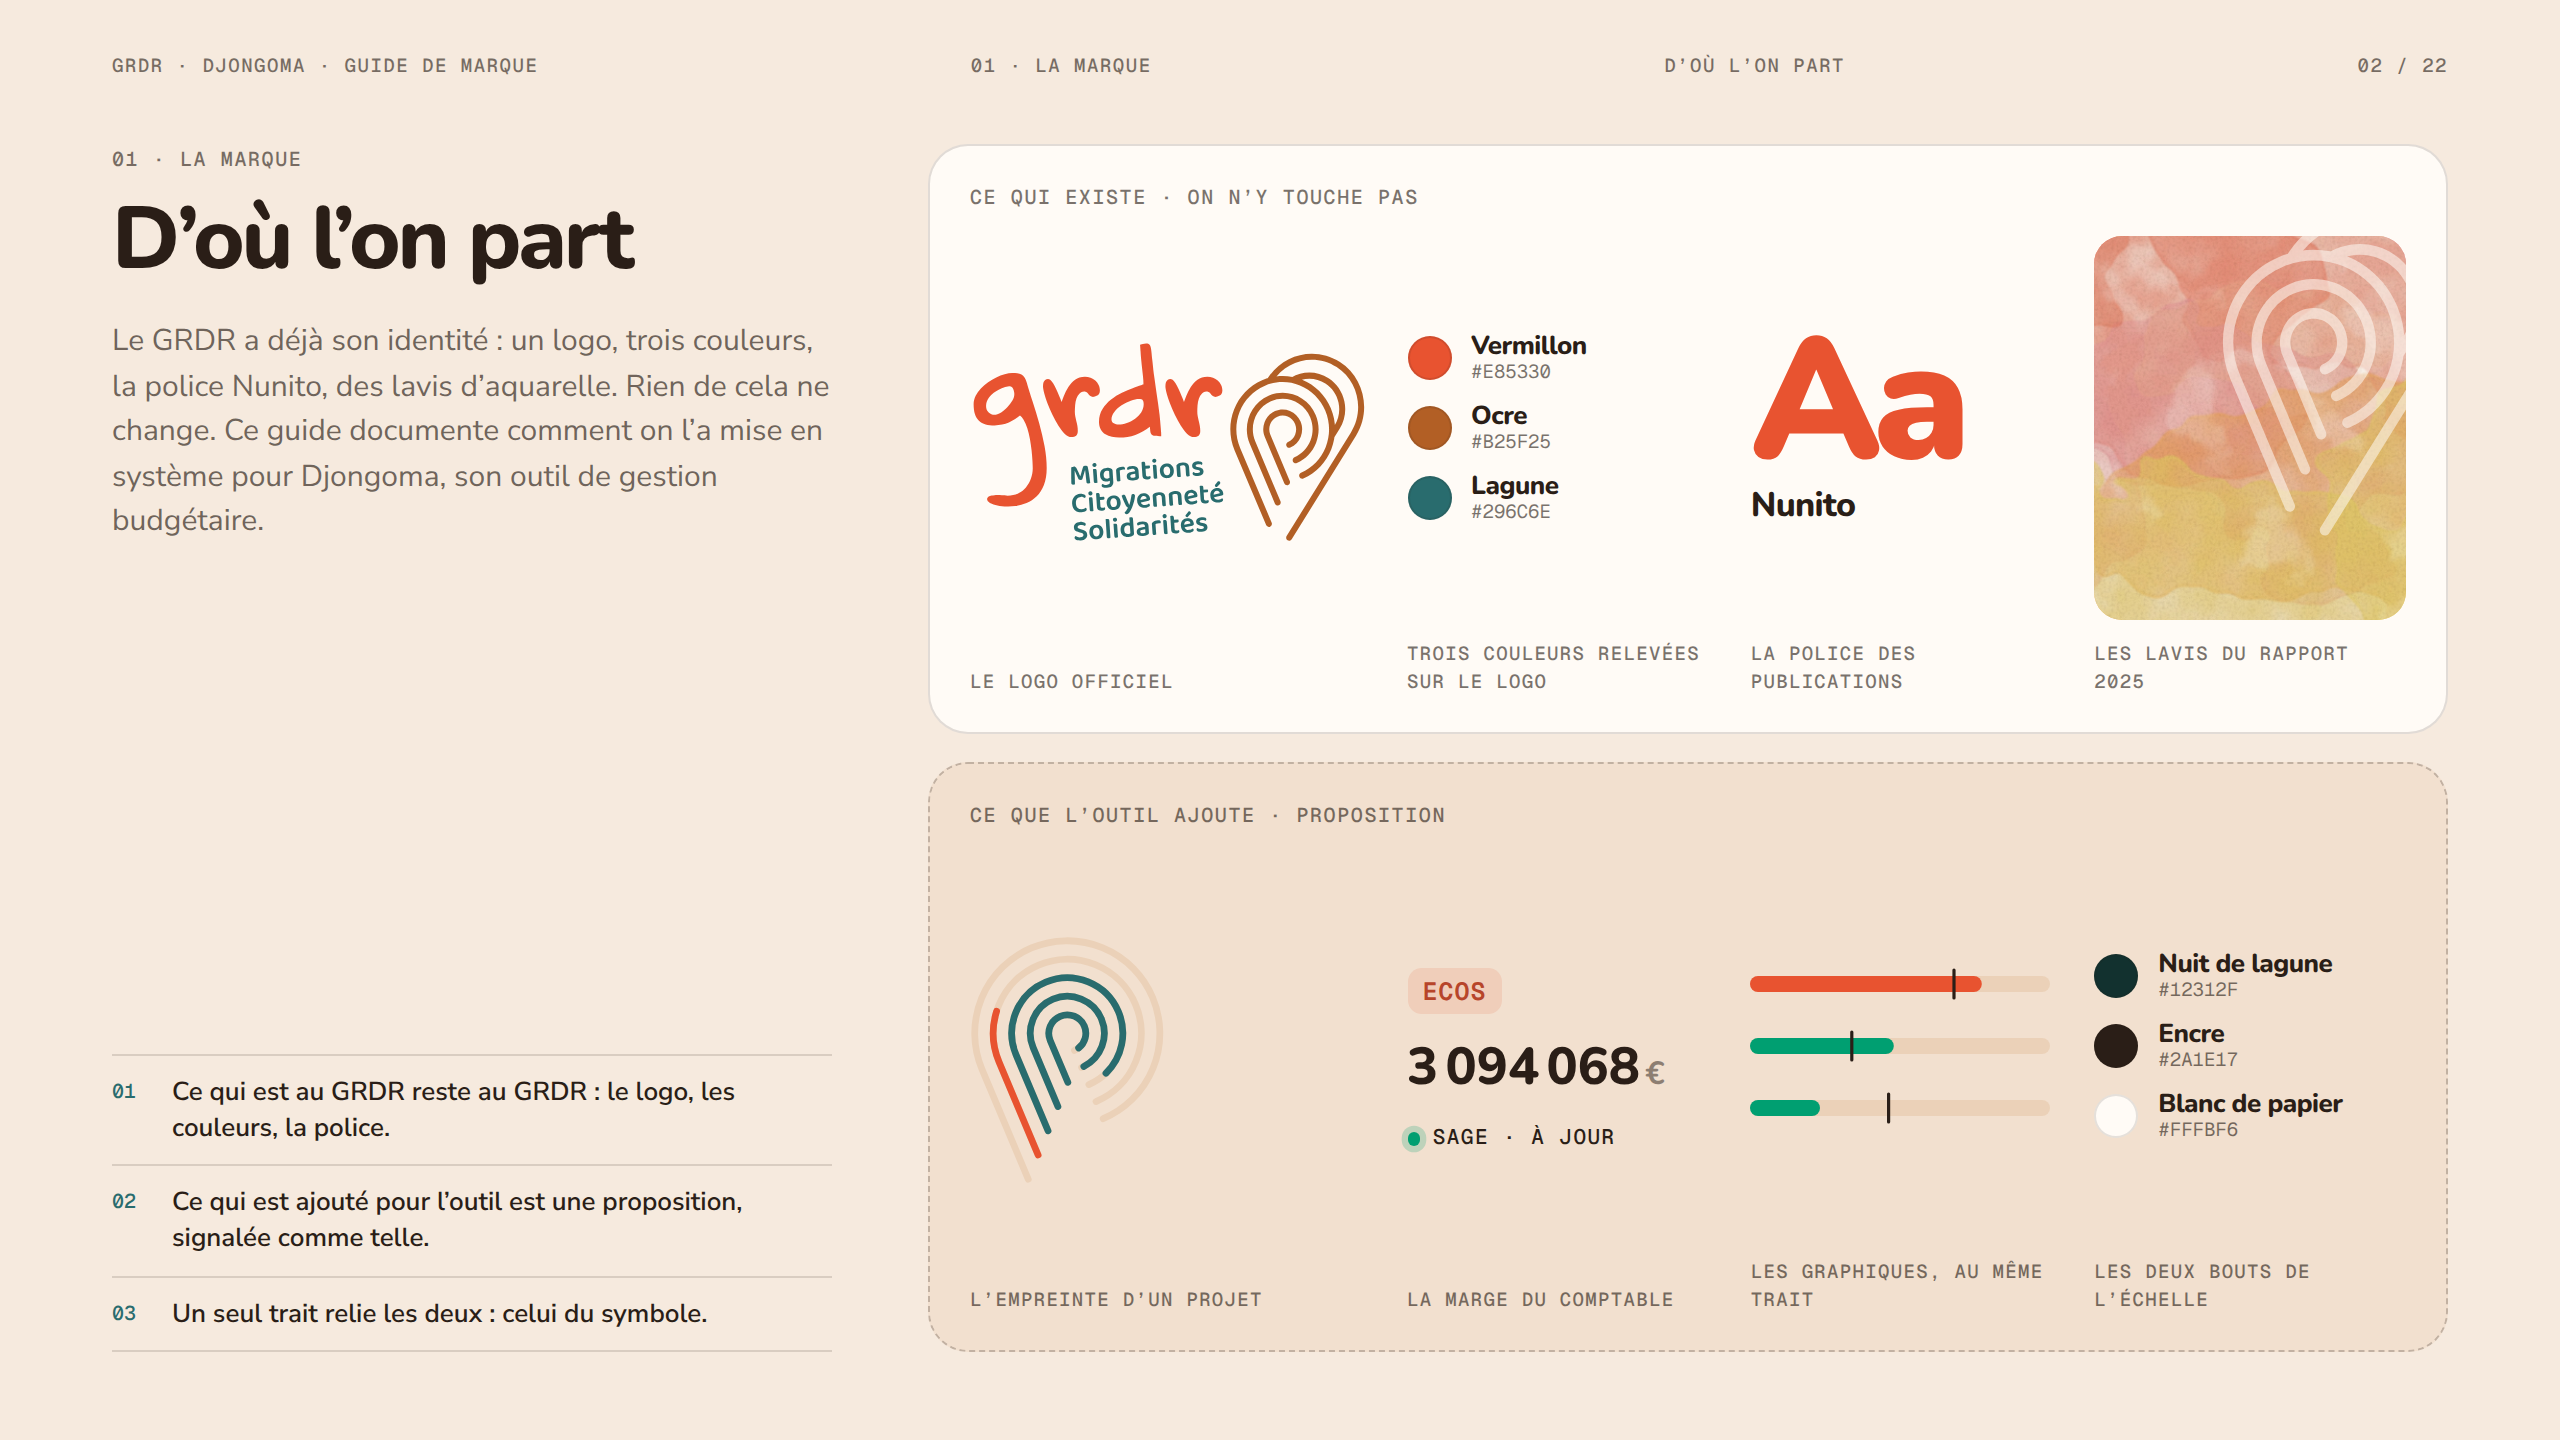 GRDR · DJONGOMA · GUIDE DE MARQUE
01 · LA MARQUE
D’OÙ L’ON PART
02 / 22
01 · LA MARQUE
D’où l’on part
Le GRDR a déjà son identité : un logo, trois couleurs,
la police Nunito, des lavis d’aquarelle. Rien de cela ne
change. Ce guide documente comment on l’a mise en
système pour Djongoma, son outil de gestion
budgétaire.
01 Ce qui est au GRDR reste au GRDR : le logo, les
couleurs, la police.
02 Ce qui est ajouté pour l’outil est une proposition,
signalée comme telle.
03 Un seul trait relie les deux : celui du symbole.
CE QUI EXISTE · ON N’Y TOUCHE PAS
grdr
Migrations
Citoyenneté
Solidarités
LE LOGO OFFICIEL
Vermillon
#E85330
Ocre
#B25F25
Lagune
#296C6E
TROIS COULEURS RELEVÉES
SUR LE LOGO
Aa
Nunito
LA POLICE DES
PUBLICATIONS
LES LAVIS DU RAPPORT
2025
CE QUE L’OUTIL AJOUTE · PROPOSITION
L’EMPREINTE D’UN PROJET
ECOS
3 094 068 €
SAGE · À JOUR
LA MARGE DU COMPTABLE
LES GRAPHIQUES, AU MÊME
TRAIT
Nuit de lagune
#12312F
Encre
#2A1E17
Blanc de papier
#FFFBF6
LES DEUX BOUTS DE
L’ÉCHELLE